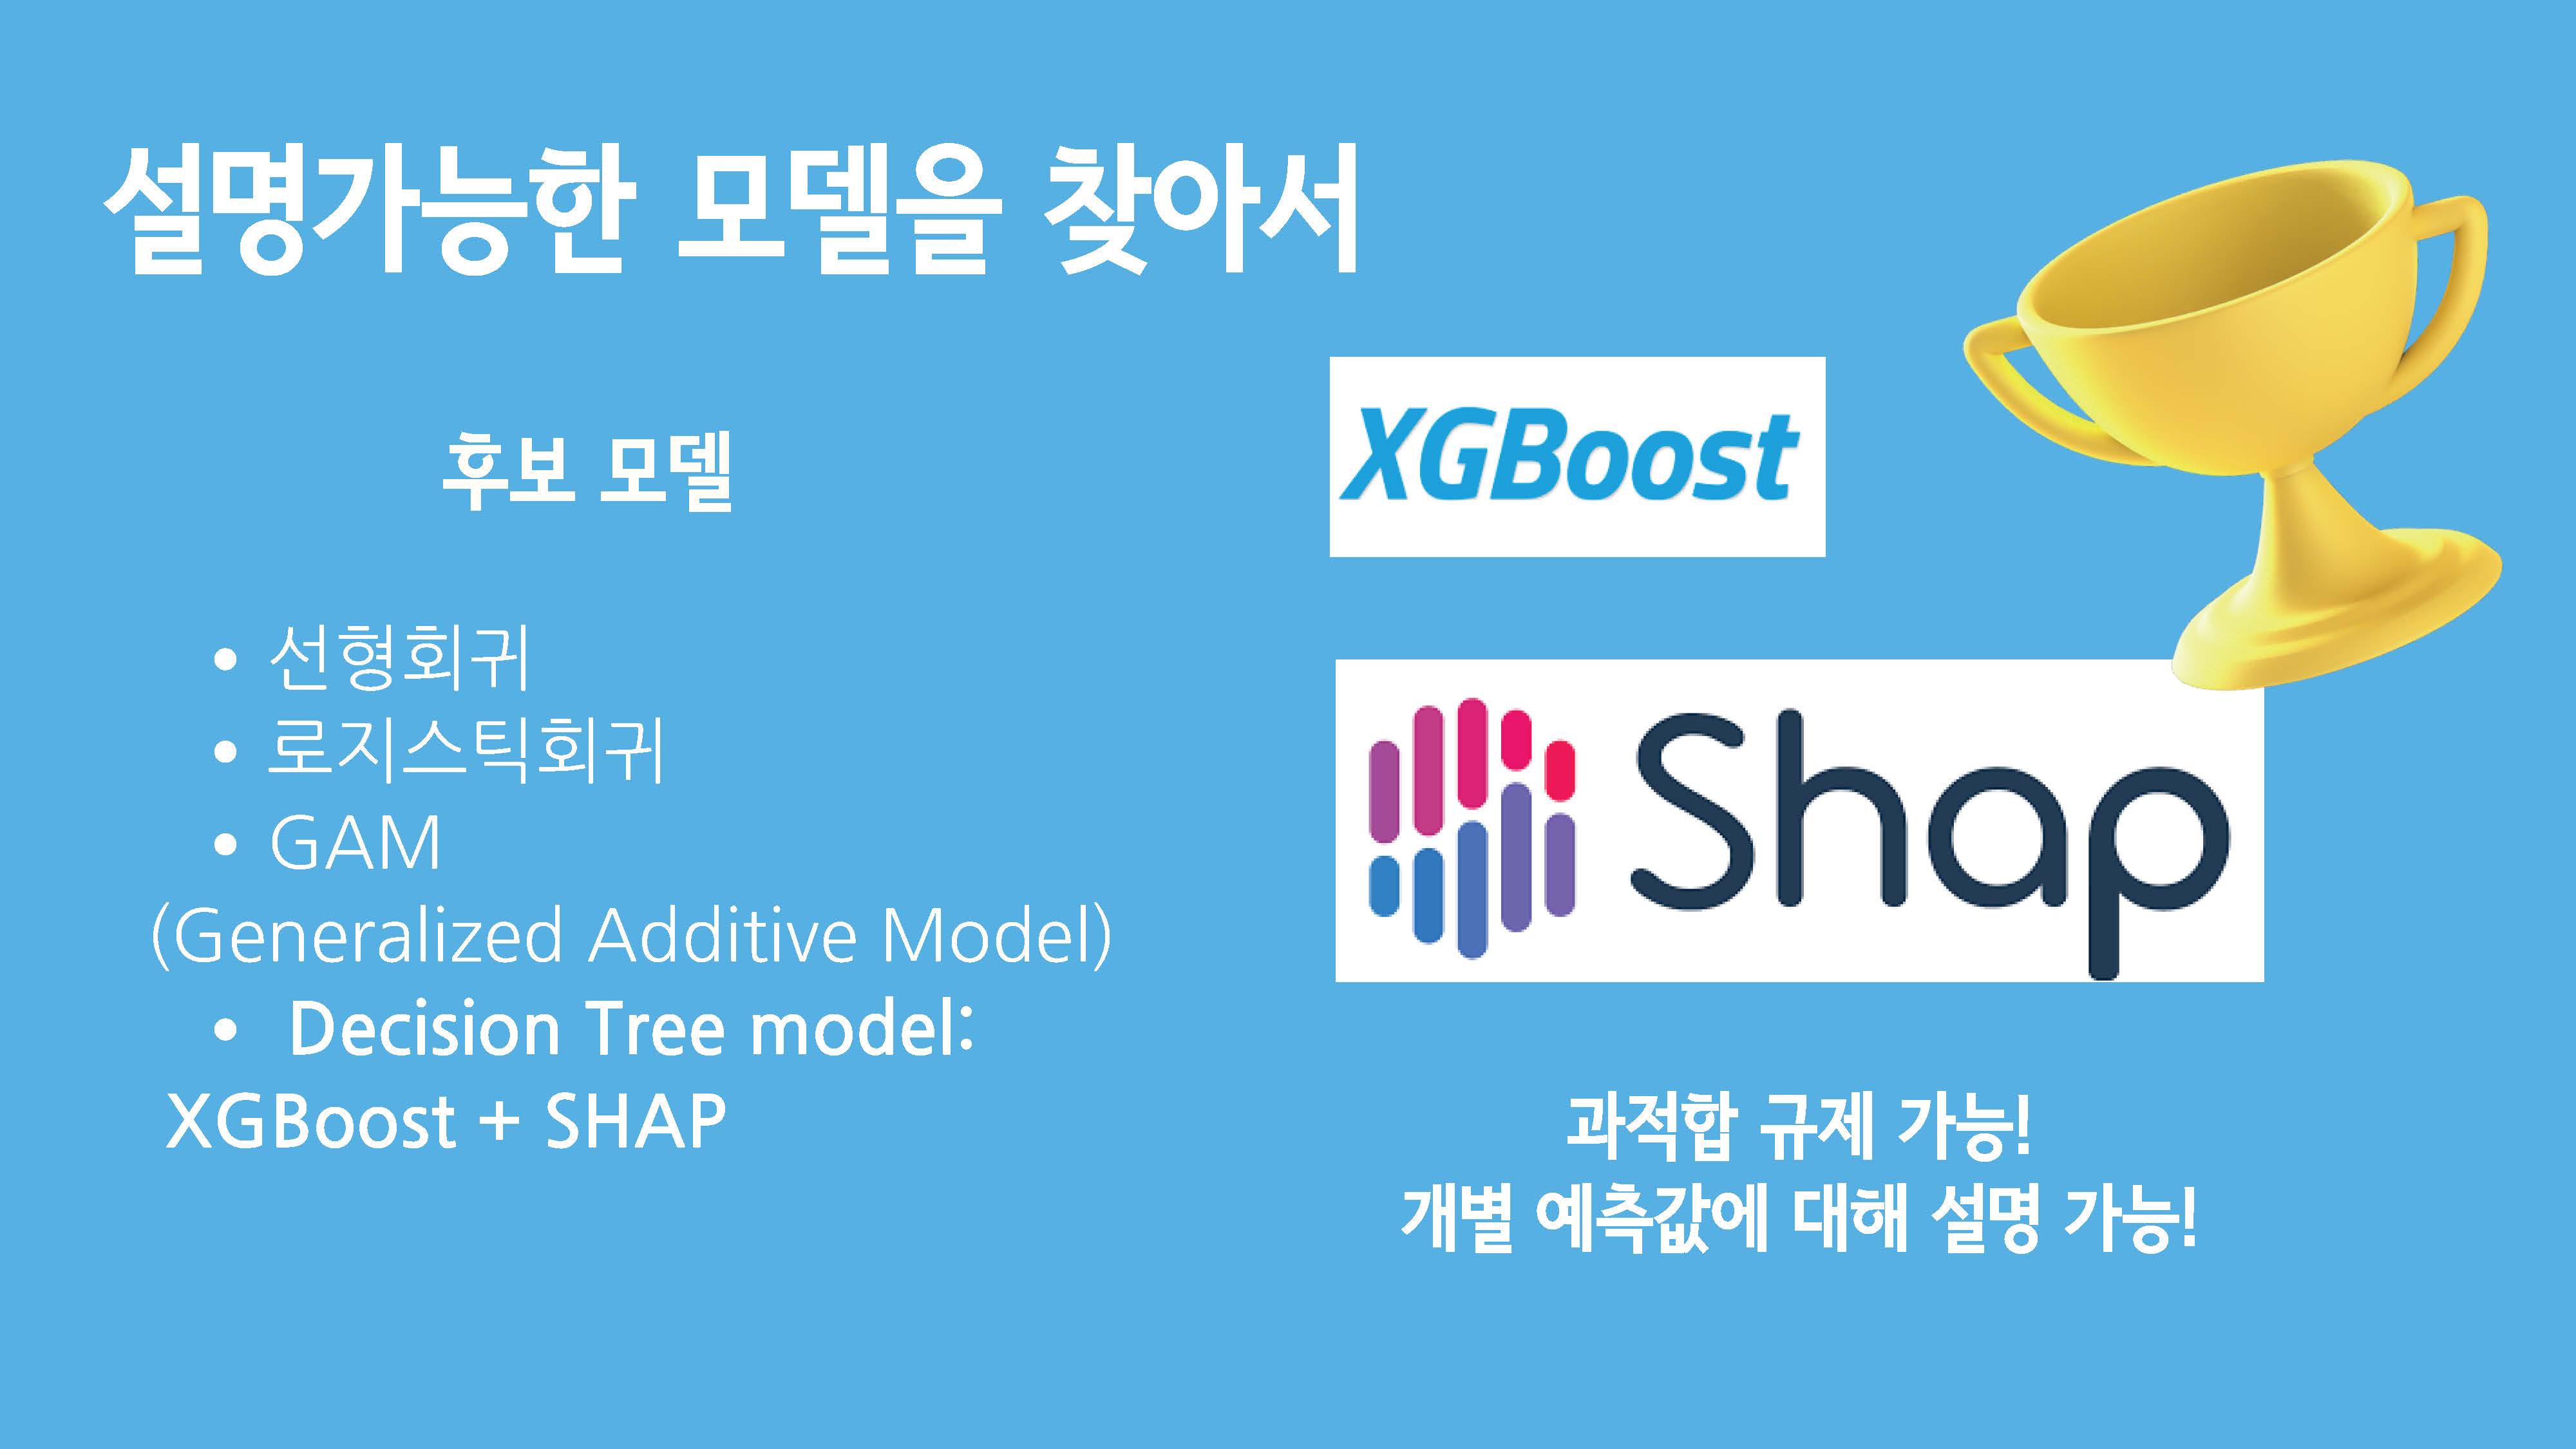 설명가능한 모델을 찾아서
후보 모델
• 선형회귀
• 로지스틱회귀
• GAM
(Generalized Additive Model)
• Decision Tree model:
XGBoost + SHAP
XGBoost
Shap
과적합 규제 가능!
개별 예측값에 대해 설명 가능!